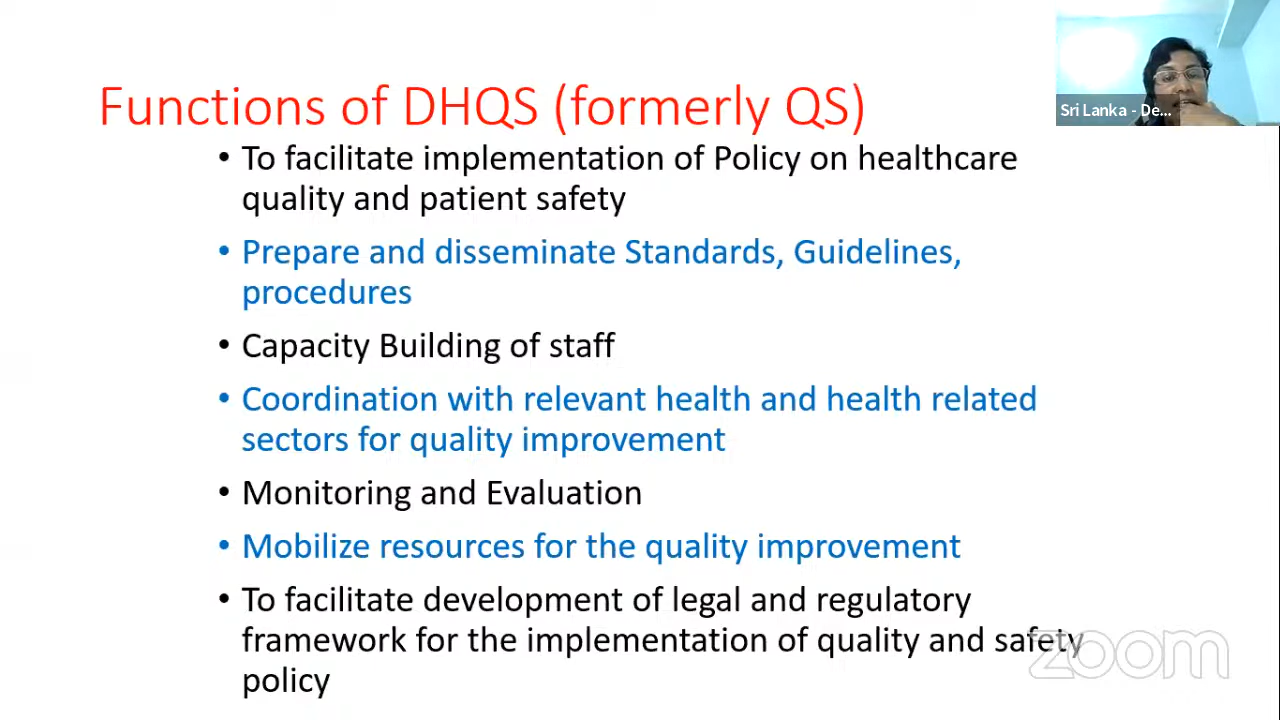 Functions of DHQS (formerly QS)
Sri Lanka - De...
• To facilitate implementation of Policy on healthcare
quality and patient safety
• Prepare and disseminate Standards, Guidelines,
procedures
• Capacity Building of staff
• Coordination with relevant health and health related
sectors for quality improvement
• Monitoring and Evaluation
• Mobilize resources for the quality improvement
• To facilitate development of legal and regulatory
framework for the implementation of quality and safety
policy
zoom